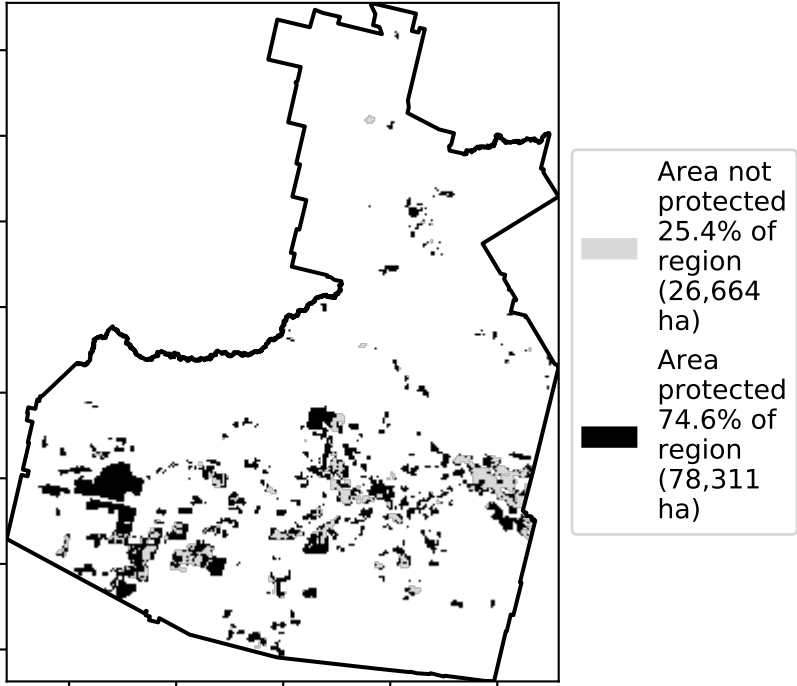 Area not
protected
25.4% of
region
(26,664
ha)
Area
protected
74.6% of
region
(78,311
ha)